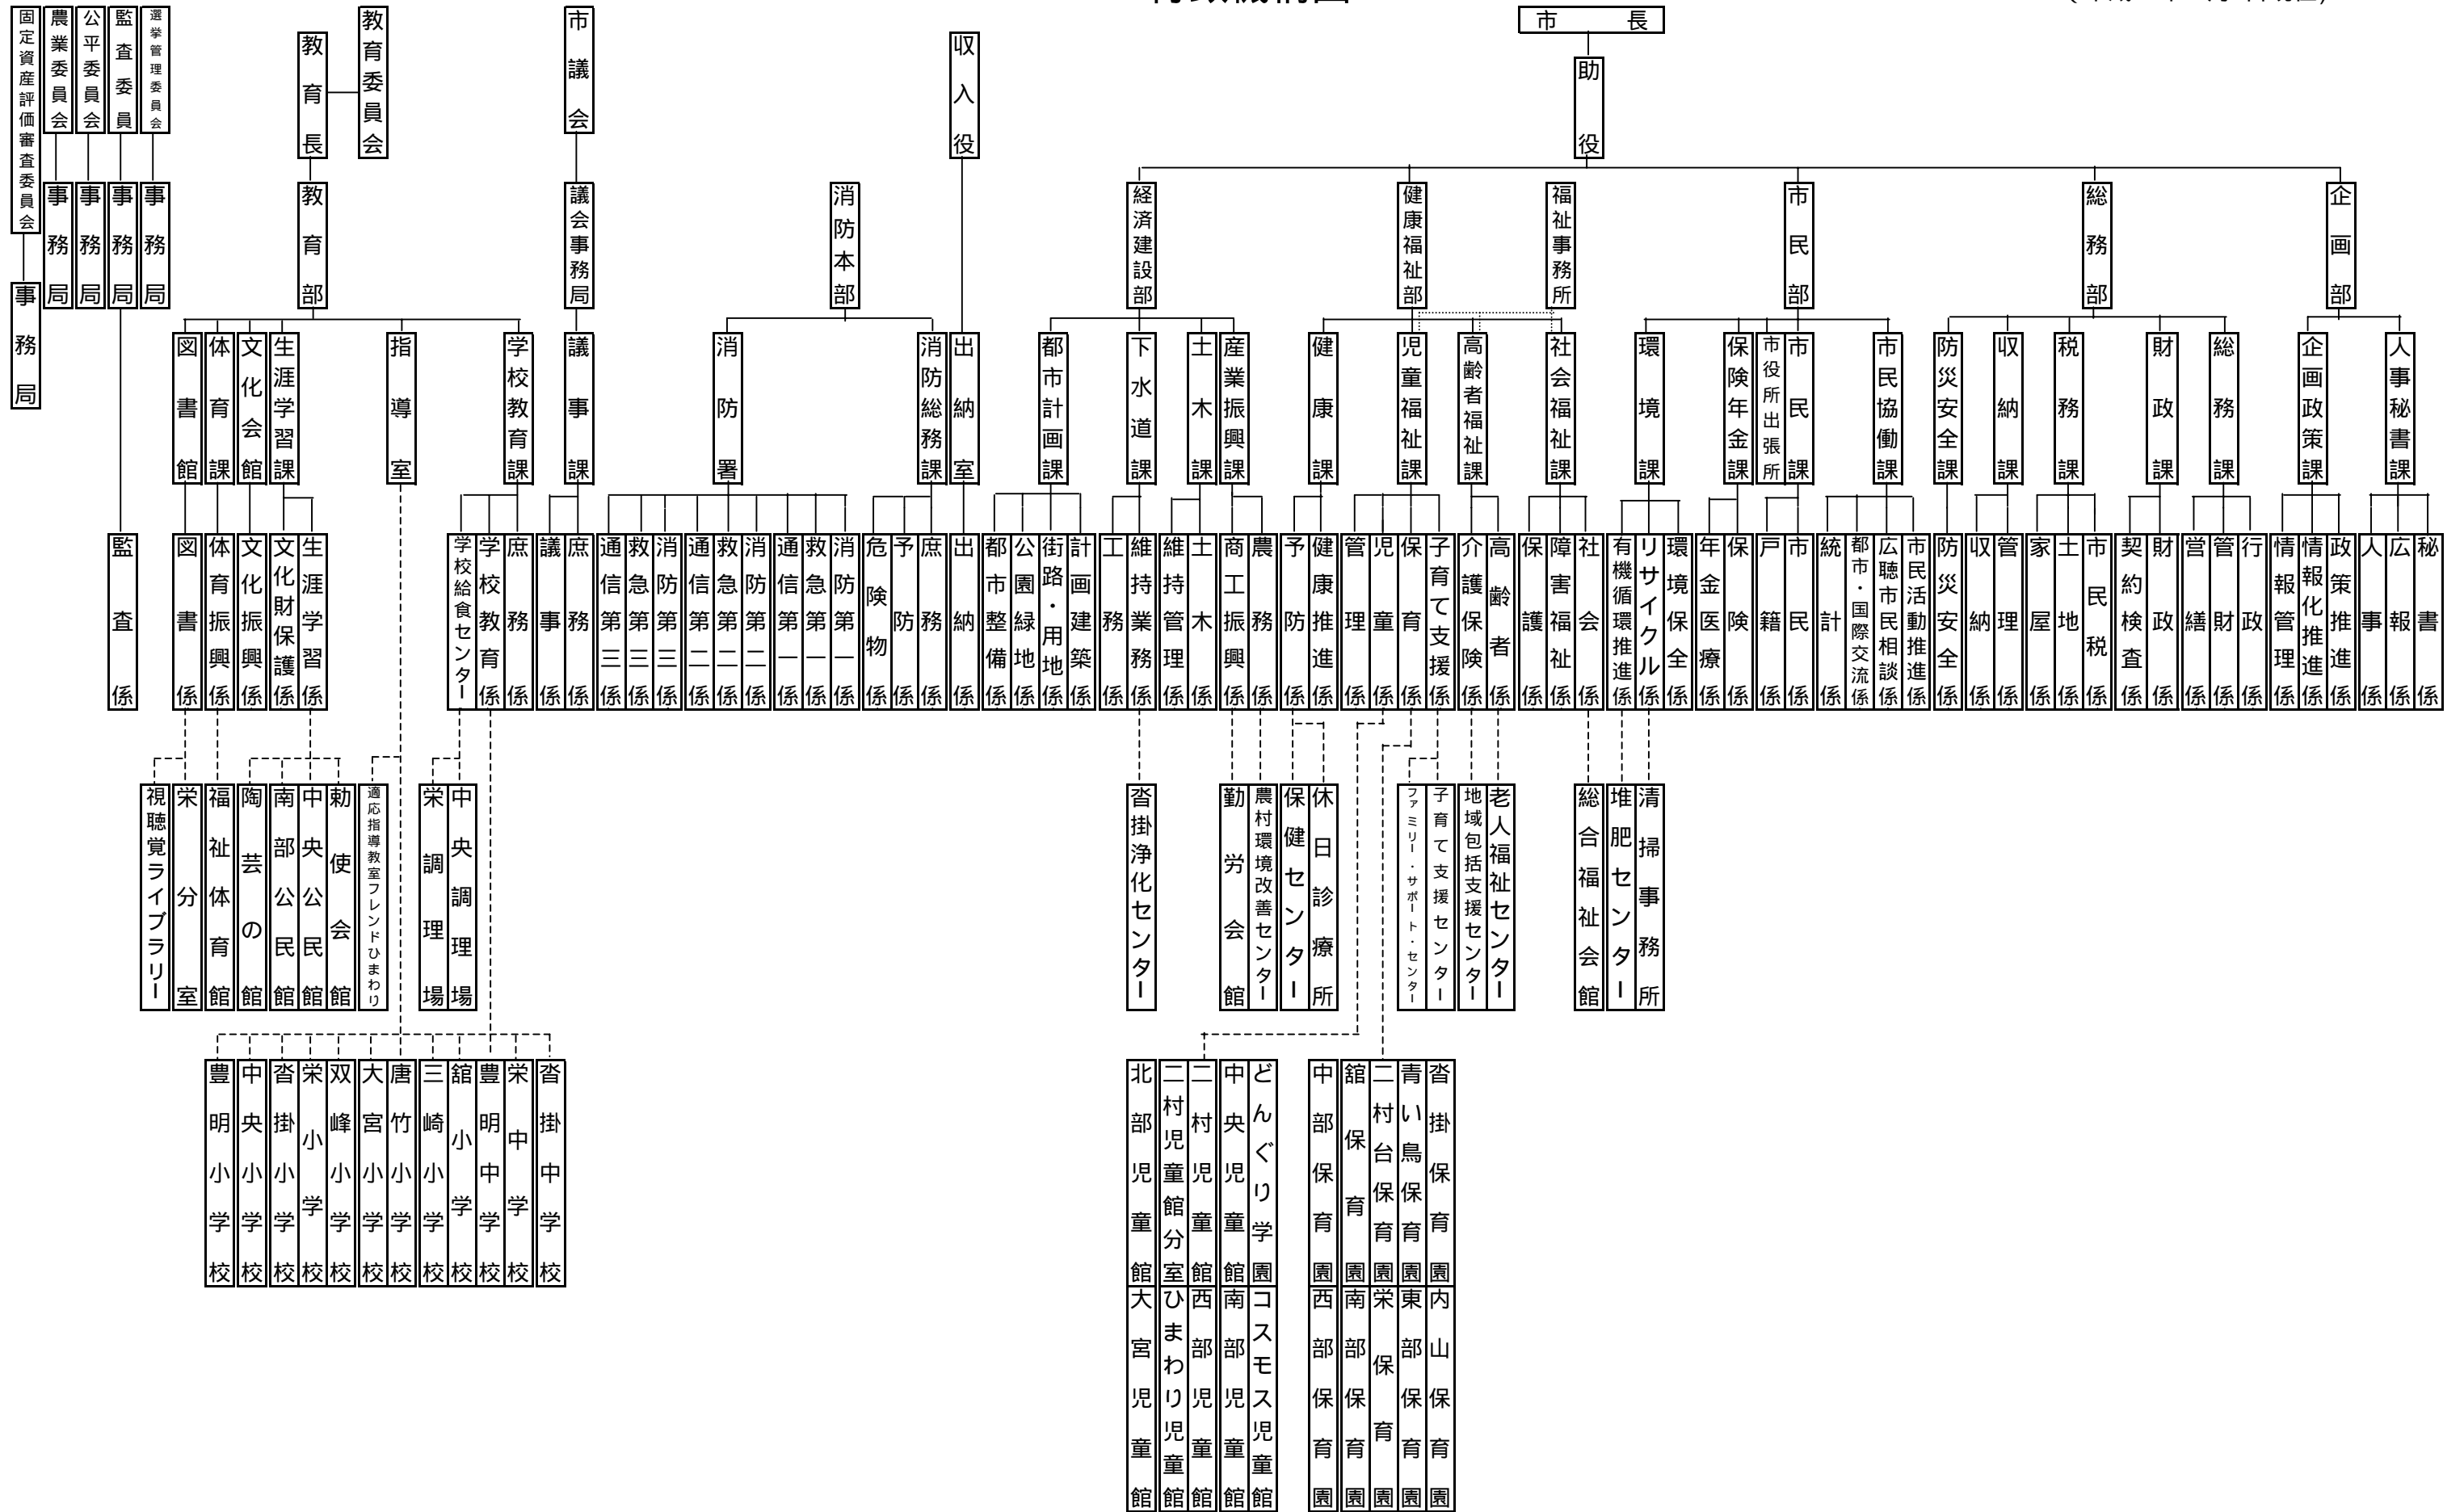 市長
助役
収入役
市議会
教育委員会
教育長
選挙管理委員会
監査委員
公平委員会
農業委員会
固定資産評価審査委員会
企画部
総務部
市民部
福祉事務所
健康福祉部
経済建設部
消防本部
議会事務局
教育部
事務局
事務局
事務局
事務局
事務局
人事秘書課
企画政策課
総務課
財政課
税務課
収納課
防災安全課
市民協働課
市民課
市役所出張所
保険年金課
環境課
社会福祉課
高齢者福祉課
児童福祉課
健康課
産業振興課
土木課
下水道課
都市計画課
出納室
消防総務課
消防署
議事課
学校教育課
指導室
生涯学習課
文化会館
体育課
図書館
秘書係
広報係
人事係
政策推進係
情報化推進係
情報管理係
行政係
管財係
営繕係
財政係
契約検査係
市民税係
土地係
家屋係
管理係
収納係
防災安全係
市民活動推進係
広聴市民相談係
都市・国際交流係
統計係
市民係
戸籍係
保険係
年金医療係
環境保全係
リサイクル係
有機循環推進係
社会係
障害福祉係
保護係
高齢者係
介護保険係
子育て支援係
保育係
児童係
管理係
健康推進係
予防係
農務係
商工振興係
土木係
維持管理係
維持業務係
工務係
計画建築係
街路・用地係
公園緑地係
都市整備係
出納係
庶務係
予防係
危険物係
消防第一係
救急第一係
通信第一係
消防第二係
救急第二係
通信第二係
消防第三係
救急第三係
通信第三係
庶務係
議事係
庶務係
学校教育係
学校給食センター
生涯学習係
文化財保護係
文化振興係
体育振興係
図書係
監査係
清掃事務所
堆肥センター
総合福祉会館
老人福祉センター
地域包括支援センター
子育て支援センター
ファミリー・サポート・センター
休日診療所
保健センター
農村環境改善センター
勤労会館
沓掛浄化センター
中央調理場
栄調理場
適応指導教室フレンドひまわり
勅使会館
中央公民館
南部公民館
陶芸の館
福祉体育館
栄分室
視聴覚ライブラリー
沓掛保育園
青い鳥保育園
二村台保育園
舘保育園
中部保育園
どんぐり学園
中央児童館
二村児童館
二村児童館分室
北部児童館
沓掛中学校
栄中学校
豊明中学校
舘小学校
三崎小学校
唐竹小学校
大宮小学校
双峰小学校
栄小学校
沓掛小学校
中央小学校
豊明小学校
内山保育園
東部保育園
栄保育園
南部保育園
西部保育園
コスモス児童館
南部児童館
西部児童館
ひまわり児童館
大宮児童館